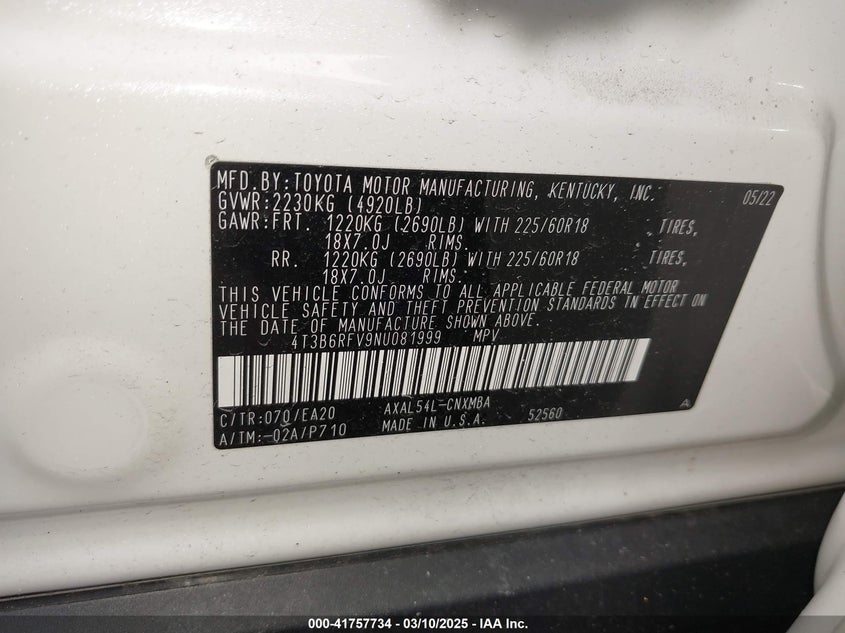 MFD.BY:TOYOTA MOTOR MANUFACTURING, KENTUCKY, INC. 05/22
GVWR:2230KG (4920LB)
GAWR:FRT. 1220KG (2690LB) WITH 225/60R18 TIRES,
18X7.0J RIMS.
RR. 1220KG (2690LB) WITH 225/60R18 TIRES,
18X7.0J RIMS.
THIS VEHICLE CONFORMS TO ALL APPLICABLE FEDERAL MOTOR
VEHICLE SAFETY AND THEFT PREVENTION STANDARDS IN EFFECT ON
THE DATE OF MANUFACTURE SHOWN ABOVE.
4T3B6RFV9NU081999 MPV
C/TR:070/EA20 AXAL54L-CNXMBA A
A/TM:-02A/P710 MADE IN U.S.A. 52560
000-41757734 - 03/10/2025 - IAA Inc.